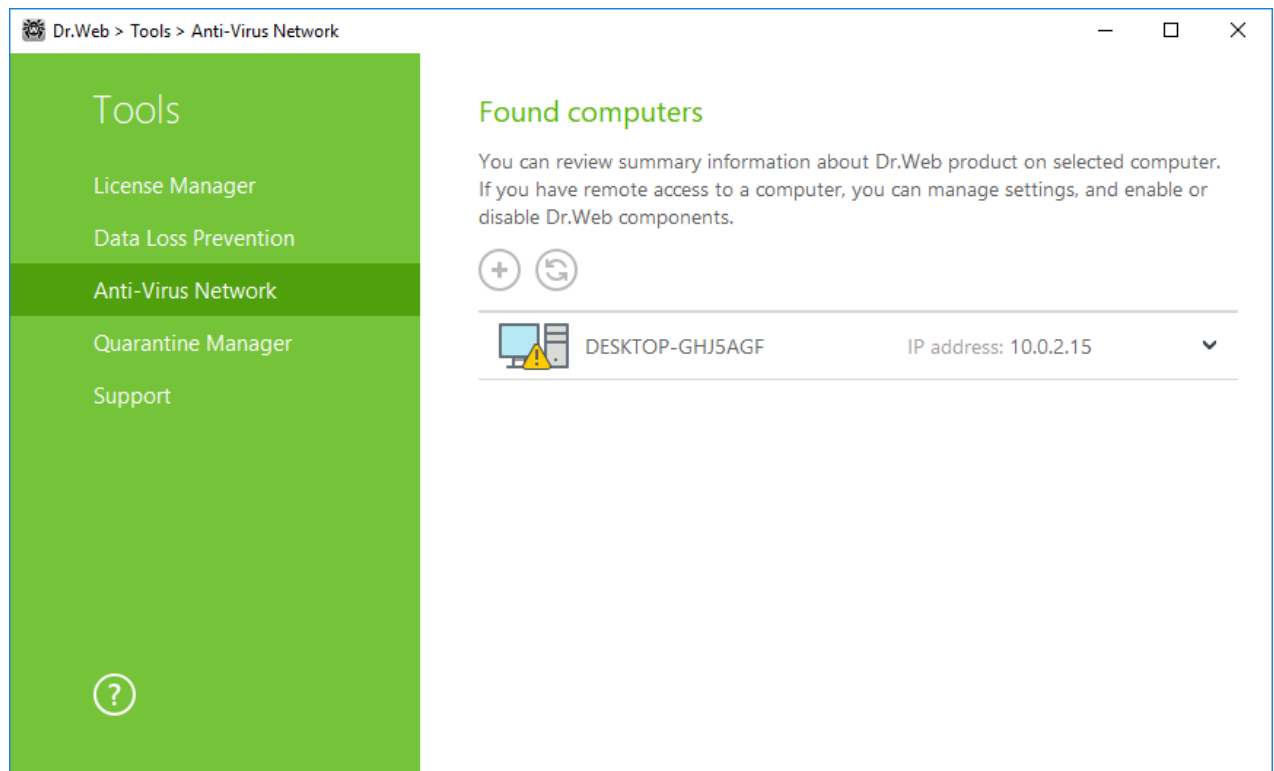 Dr.Web > Tools > Anti-Virus Network
Tools
License Manager
Data Loss Prevention
Anti-Virus Network
Quarantine Manager
Support
?
Found computers
You can review summary information about Dr.Web product on selected computer.
If you have remote access to a computer, you can manage settings, and enable or
disable Dr.Web components.
DESKTOP-GHJ5AGF IP address: 10.0.2.15